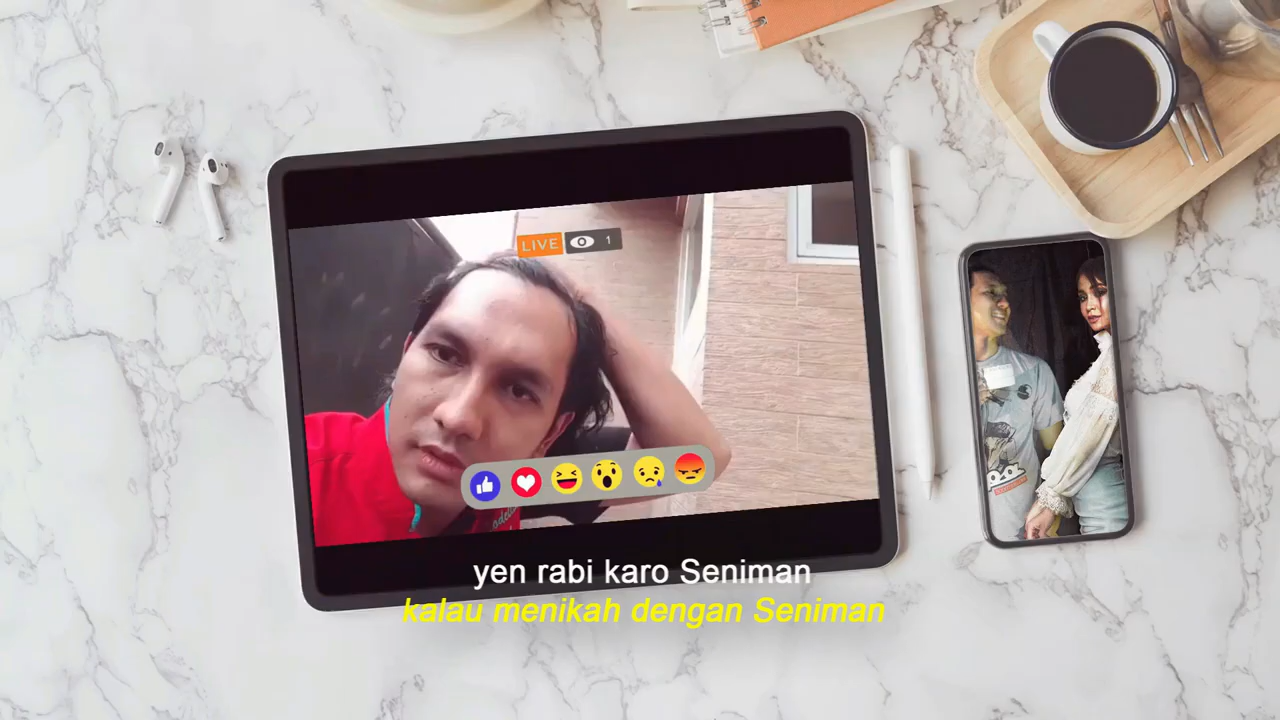 LIVE 1
yen rabi karo Seniman
kalau menikah dengan Seniman